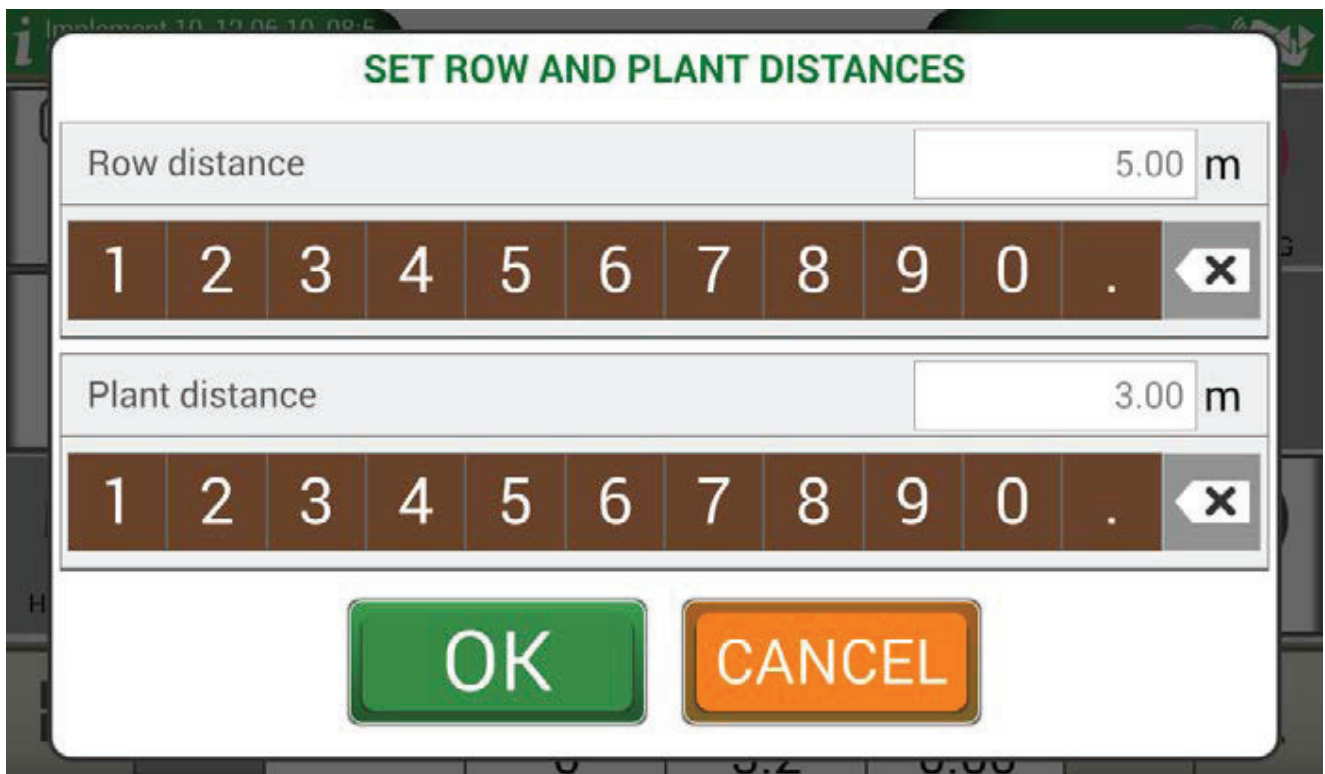 SET ROW AND PLANT DISTANCES
Row distance 5.00 m
1 2 3 4 5 6 7 8 9 0 .
Plant distance 3.00 m
1 2 3 4 5 6 7 8 9 0 .
OK CANCEL